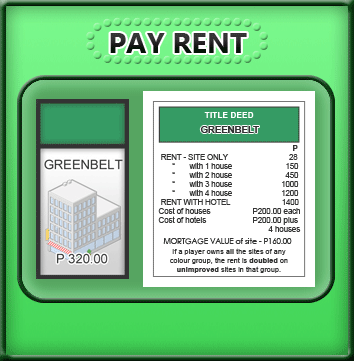 PAY RENT
GREENBELT
P 320.00
TITLE DEED
GREENBELT
P
RENT - SITE ONLY 28
" with 1 house 150
" with 2 house 450
" with 3 house 1000
" with 4 house 1200
RENT WITH HOTEL 1400
Cost of houses P200.00 each
Cost of hotels P200.00 plus
4 houses
MORTGAGE VALUE of site - P160.00
If a player owns all the sites of any
colour group, the rent is doubled on
unimproved sites in that group.